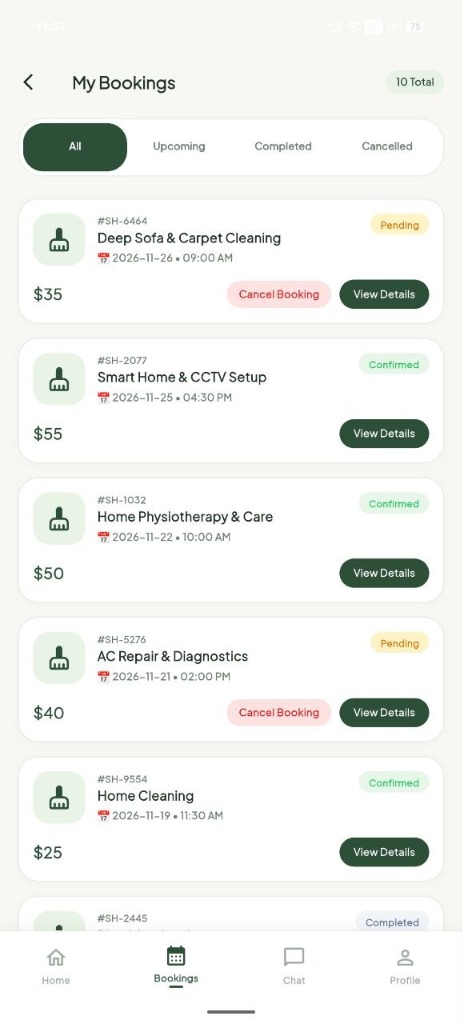 11:37
75
My Bookings
10 Total
All
Upcoming
Completed
Cancelled
#SH-6464
Pending
Deep Sofa & Carpet Cleaning
2026-11-26 • 09:00 AM
$35
Cancel Booking
View Details
#SH-2077
Confirmed
Smart Home & CCTV Setup
2026-11-25 • 04:30 PM
$55
View Details
#SH-1032
Confirmed
Home Physiotherapy & Care
2026-11-22 • 10:00 AM
$50
View Details
#SH-5276
Pending
AC Repair & Diagnostics
2026-11-21 • 02:00 PM
$40
Cancel Booking
View Details
#SH-9554
Confirmed
Home Cleaning
2026-11-19 • 11:30 AM
$25
View Details
#SH-2445
Completed
Home
Bookings
Chat
Profile